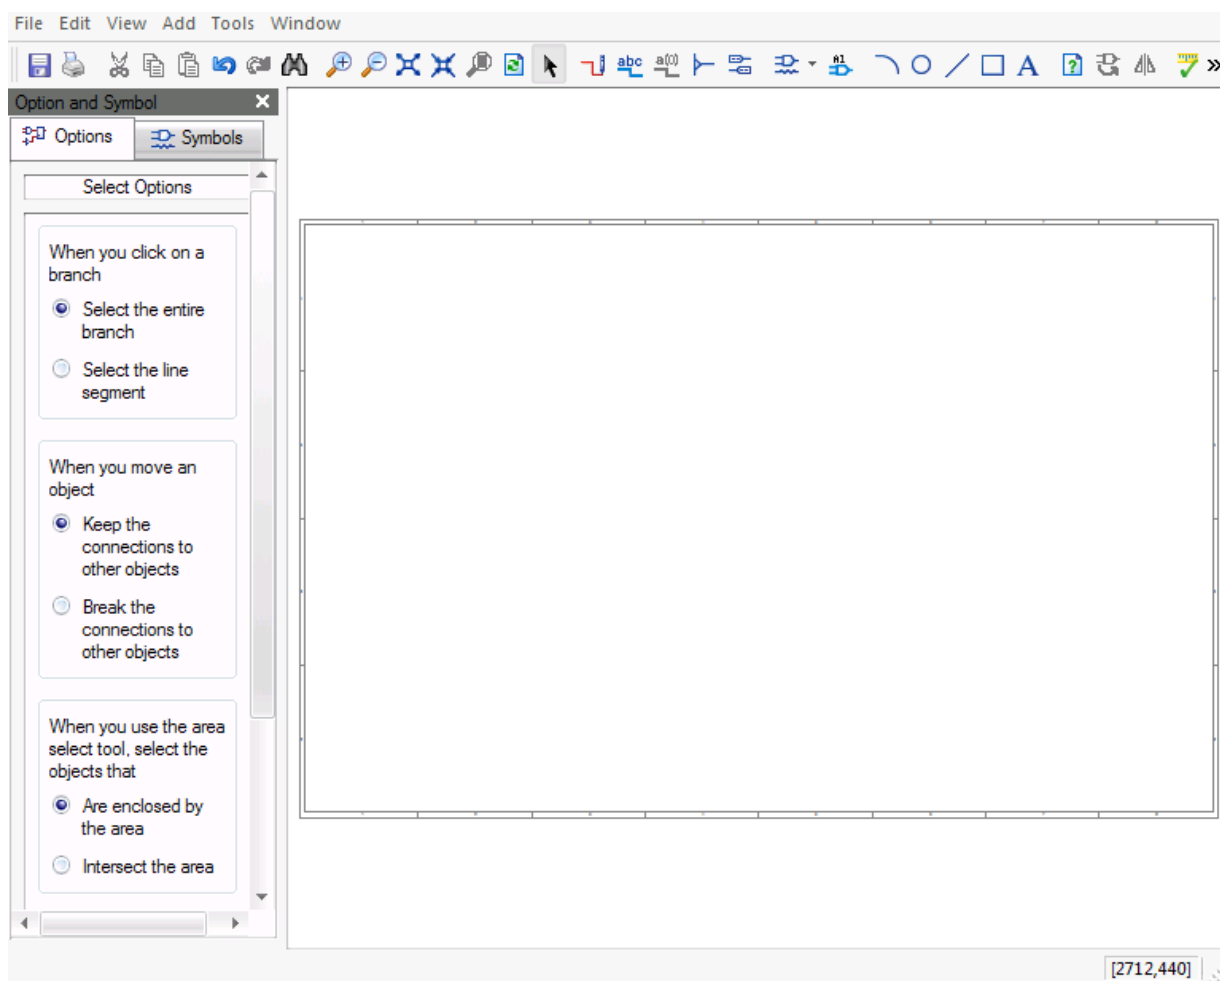 File Edit View Add Tools Window
abc a(0) A1 A ? »
Option and Symbol
Options Symbols
Select Options
When you click on a
branch
Select the entire
branch
Select the line
segment
When you move an
object
Keep the
connections to
other objects
Break the
connections to
other objects
When you use the area
select tool, select the
objects that
Are enclosed by
the area
Intersect the area
[2712,440]